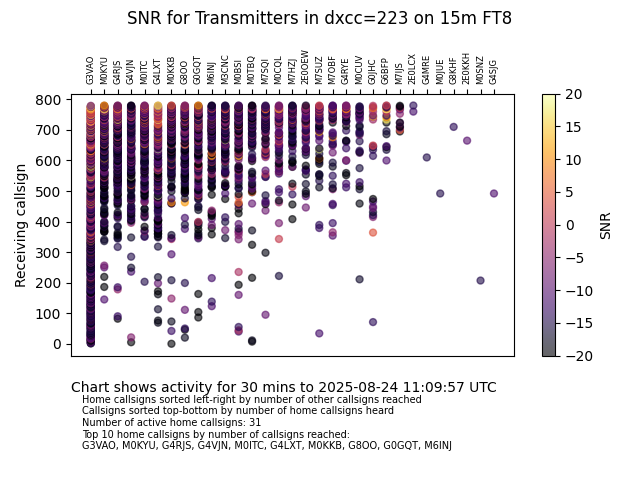 SNR for Transmitters in dxcc=223 on 15m FT8
G3VAO M0KYU G4RJS G4VJN M0ITC G4LXT M0KKB G8OO G0GQT M6INJ M3CNC M0BSI M0TBQ M7SQI M0CQL M7HZJ 2E0OEW M7SUZ M7OBF G4RYE M0CUV G0JHC G6BFP M7IJS 2E0LCX G4MRE M0JUE G8KHF 2E0KKH M0SNZ G4SJG
800
700
600
500
400
300
200
100
0
Receiving callsign
20
15
10
5
0
−5
−10
−15
−20
SNR
Chart shows activity for 30 mins to 2025-08-24 11:09:57 UTC
Home callsigns sorted left-right by number of other callsigns reached
Callsigns sorted top-bottom by number of home callsigns heard
Number of active home callsigns: 31
Top 10 home callsigns by number of callsigns reached:
G3VAO, M0KYU, G4RJS, G4VJN, M0ITC, G4LXT, M0KKB, G8OO, G0GQT, M6INJ